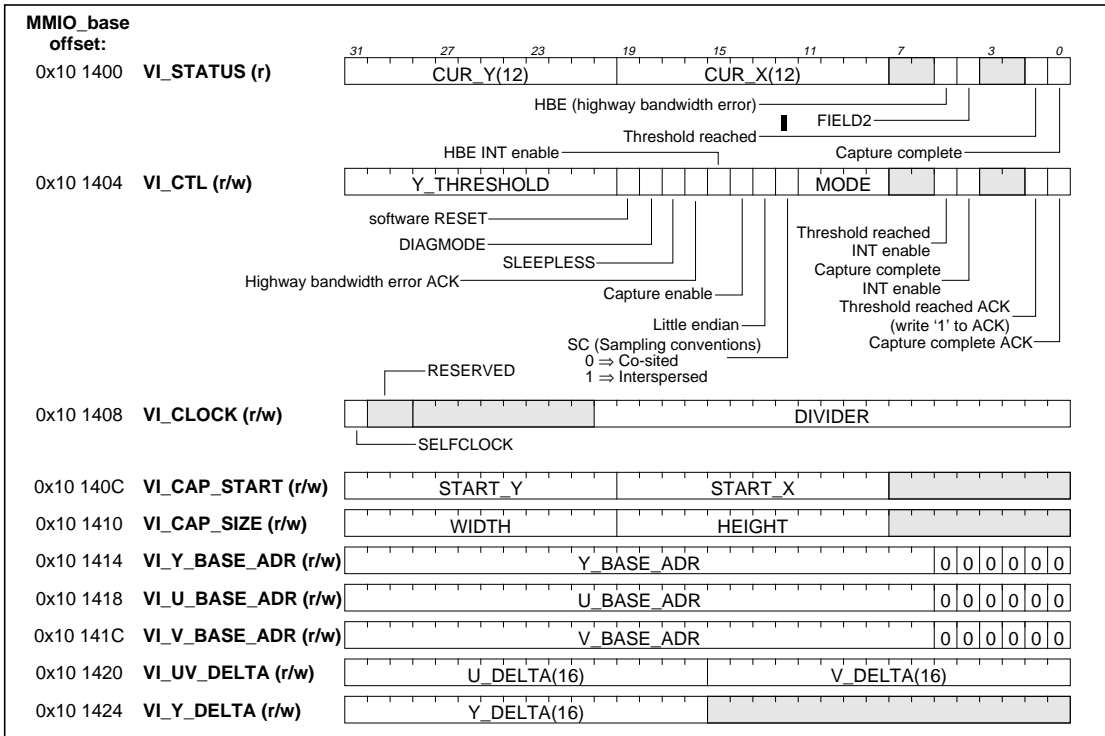 MMIO_base
offset:
31 27 23 19 15 11 7 3 0
0x10 1400 VI_STATUS (r) CUR_Y(12) CUR_X(12)
HBE (highway bandwidth error)
FIELD2
Threshold reached
HBE INT enable Capture complete
0x10 1404 VI_CTL (r/w) Y_THRESHOLD MODE
software RESET
DIAGMODE
SLEEPLESS
Highway bandwidth error ACK
Capture enable
Little endian
SC (Sampling conventions)
0 ⇒ Co-sited
1 ⇒ Interspersed
Threshold reached
INT enable
Capture complete
INT enable
Threshold reached ACK
(write ‘1’ to ACK)
Capture complete ACK
RESERVED
0x10 1408 VI_CLOCK (r/w) DIVIDER
SELFCLOCK
0x10 140C VI_CAP_START (r/w) START_Y START_X
0x10 1410 VI_CAP_SIZE (r/w) WIDTH HEIGHT
0x10 1414 VI_Y_BASE_ADR (r/w) Y_BASE_ADR 0 0 0 0 0 0
0x10 1418 VI_U_BASE_ADR (r/w) U_BASE_ADR 0 0 0 0 0 0
0x10 141C VI_V_BASE_ADR (r/w) V_BASE_ADR 0 0 0 0 0 0
0x10 1420 VI_UV_DELTA (r/w) U_DELTA(16) V_DELTA(16)
0x10 1424 VI_Y_DELTA (r/w) Y_DELTA(16)